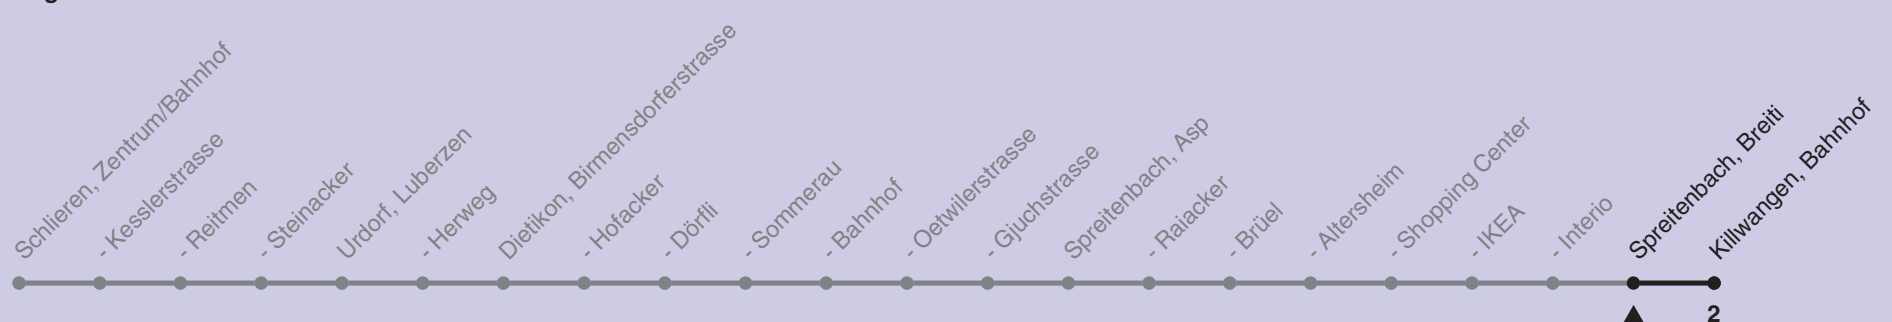 Schlieren, Zentrum/Bahnhof
- Kesslerstrasse
- Reitmen
- Steinacker
Urdorf, Luberzen
- Herweg
Dietikon, Birmensdorferstrasse
- Hofacker
- Dörfli
- Sommerau
- Bahnhof
- Oetwilerstrasse
- Gjuchstrasse
Spreitenbach, Asp
- Raiacker
- Brüel
- Altersheim
- Shopping Center
- IKEA
- Interio
Spreitenbach, Breiti
Killwangen, Bahnhof
2